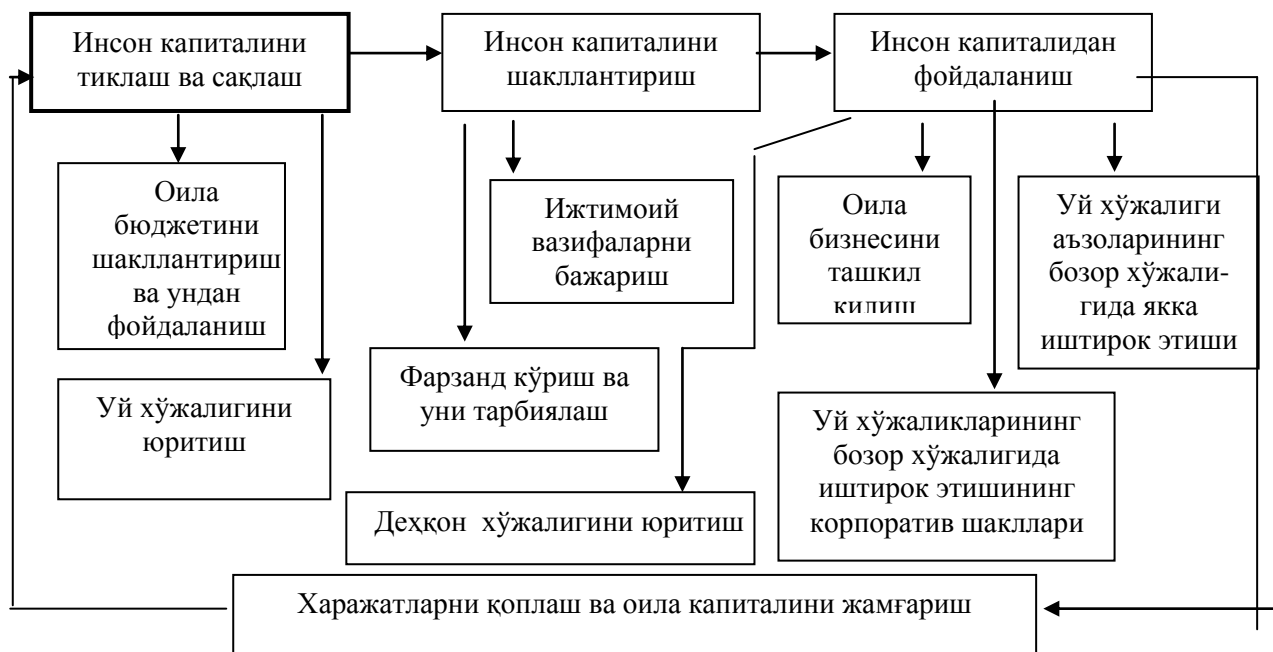 Инсон капиталини
тиклаш ва сақлаш
Инсон капиталини
шакллантириш
Инсон капиталидан
фойдаланиш
Оила
бюджетини
шакллантириш
ва ундан
фойдаланиш
Ижтимоий
вазифаларни
бажариш
Оила
бизнесини
ташкил
қилиш
Уй хўжалиги
аъзоларининг
бозор хўжали-
гида якка
иштирок этиши
Уй хўжалигини
юритиш
Фарзанд кўриш ва
уни тарбиялаш
Уй хўжаликларининг
бозор хўжалигида
иштирок этишининг
корпоратив шакллари
Деҳқон хўжалигини юритиш
Харажатларни қоплаш ва оила капиталини жамғариш